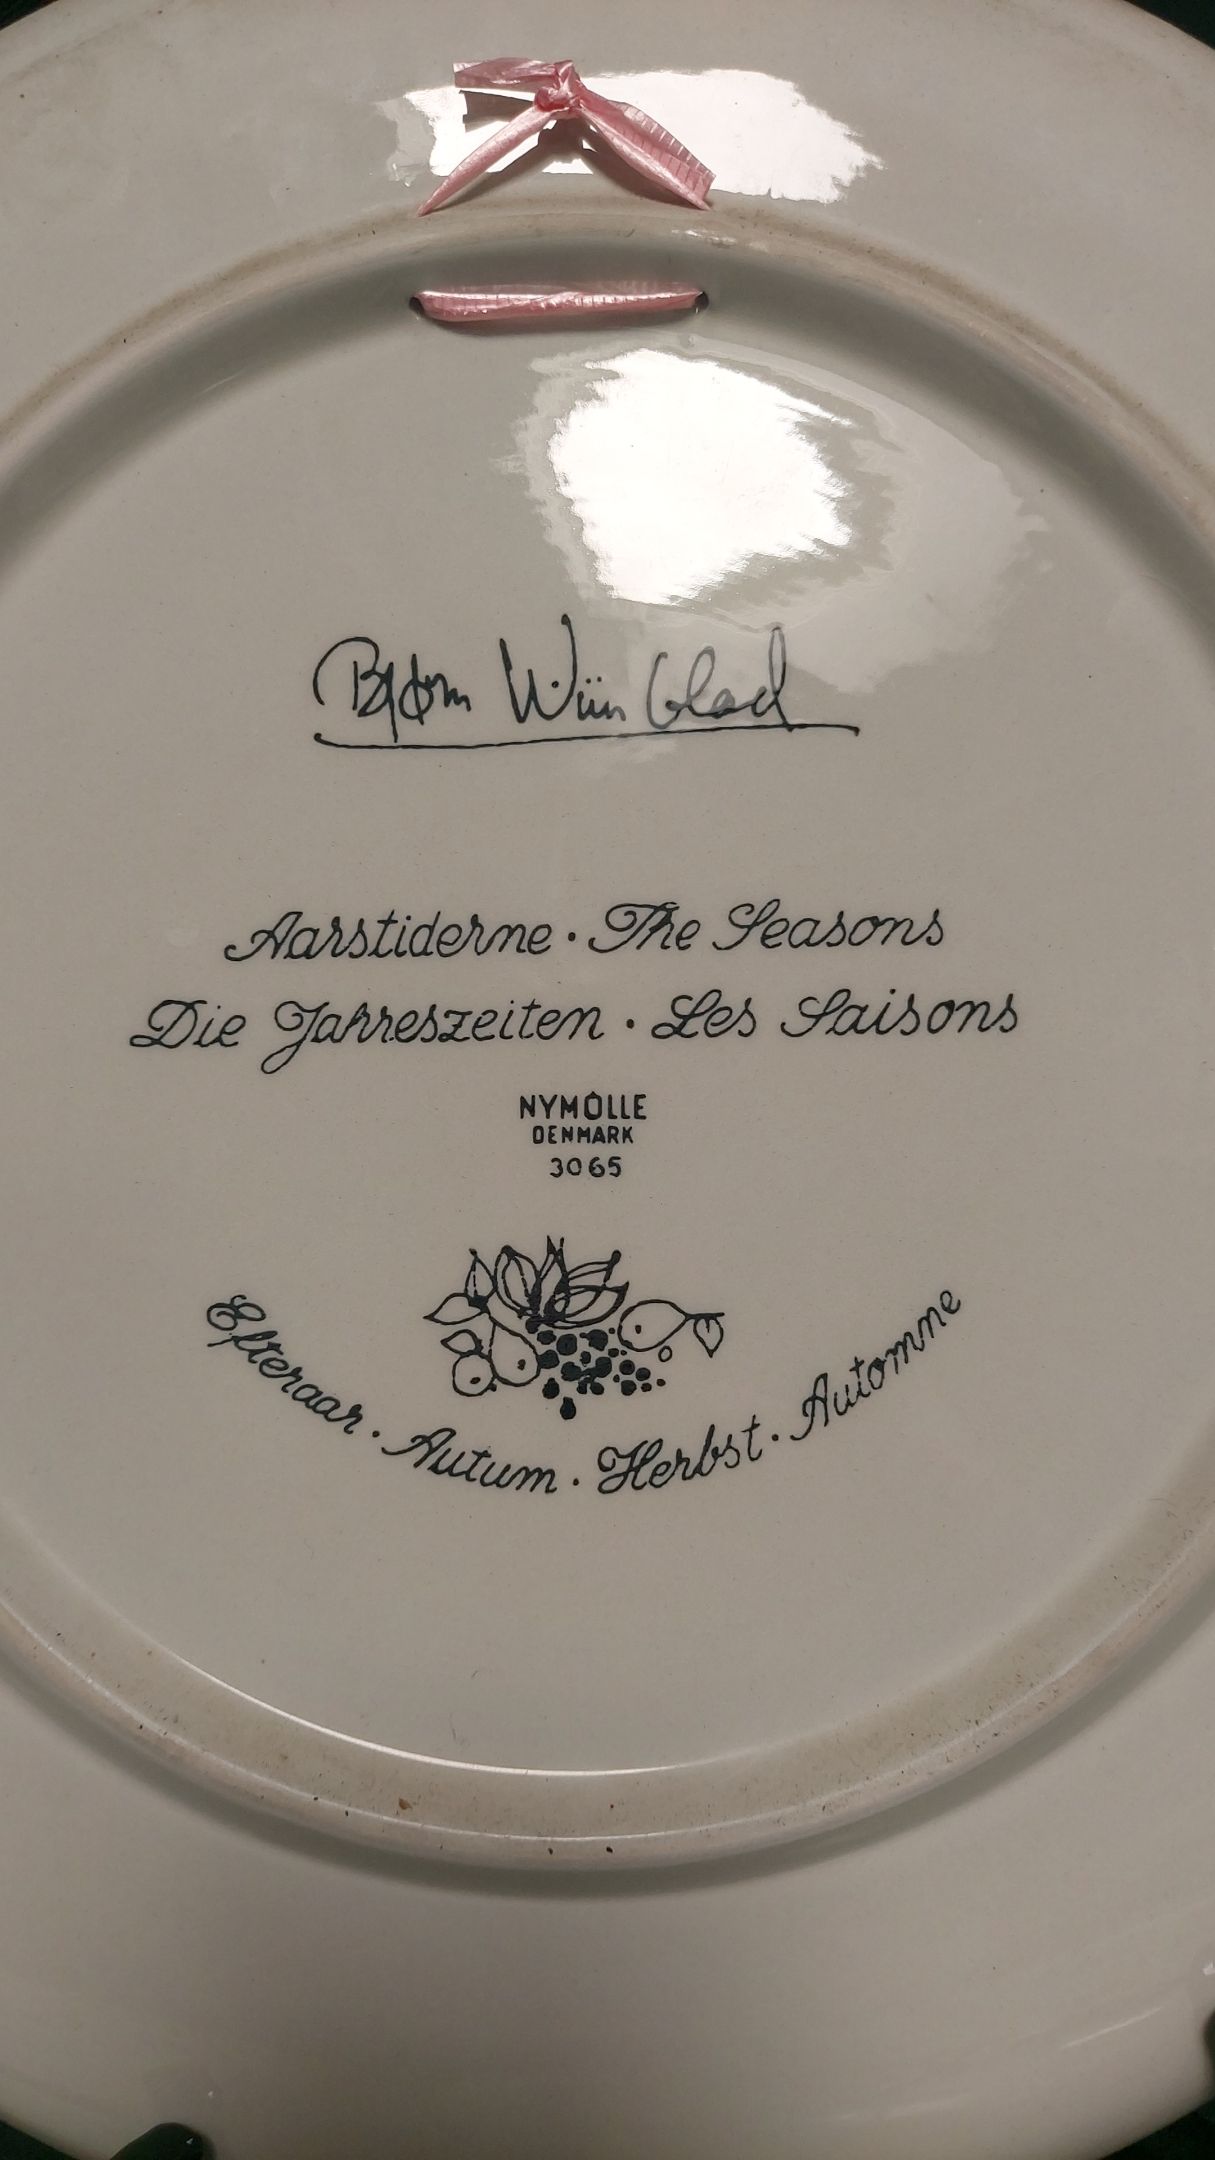 Bjørn Wiinblad
Aarstiderne · The Seasons
Die Jahreszeiten · Les Saisons
NYMÖLLE
DENMARK
3065
Efteraar · Autum · Herbst · Automne